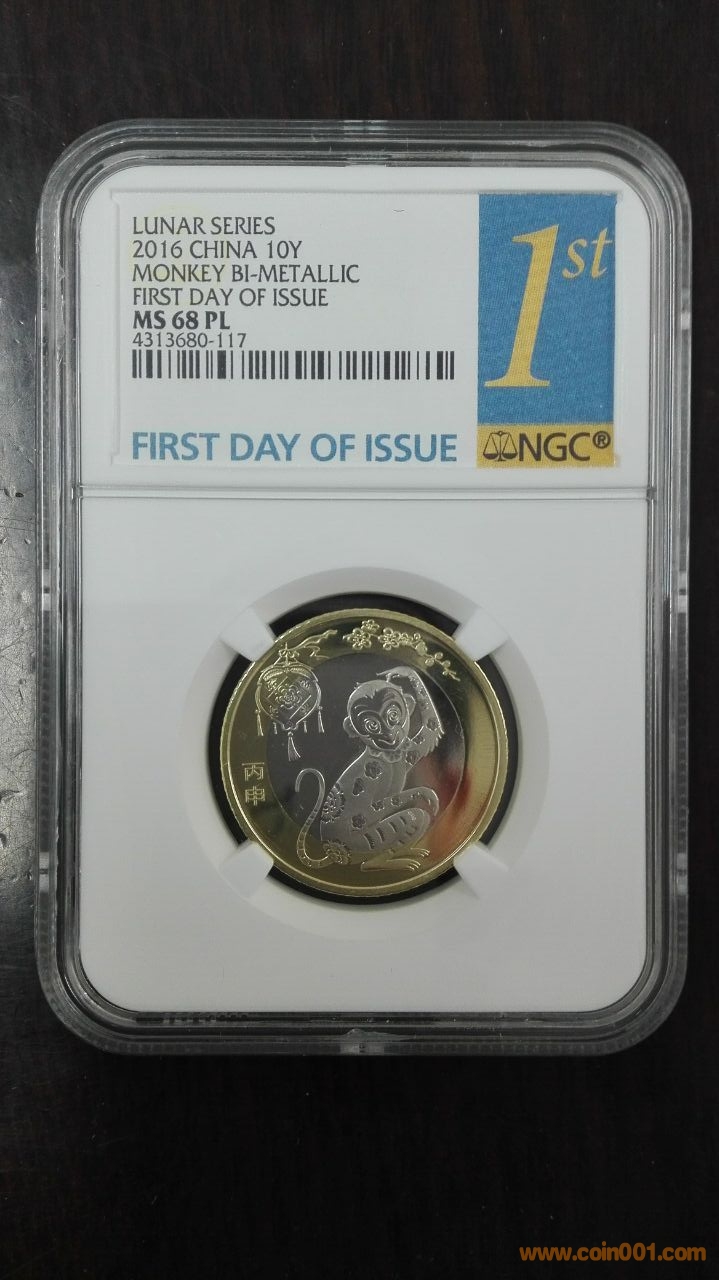 LUNAR SERIES
2016 CHINA 10Y
MONKEY BI-METALLIC
FIRST DAY OF ISSUE
MS 68 PL
4313680-117
FIRST DAY OF ISSUE
1st
NGC®
丙申
www.coin001.com